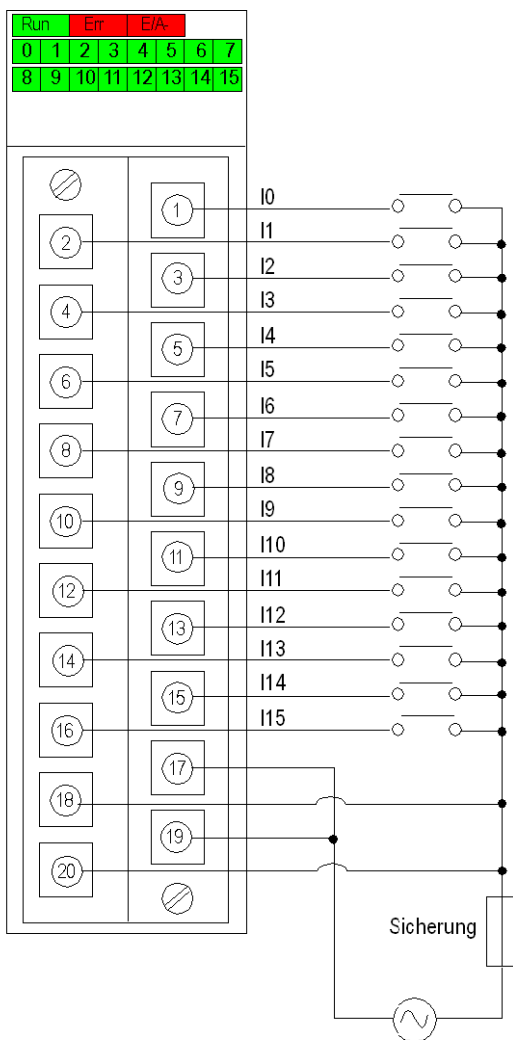 Run Err E/A-
0 1 2 3 4 5 6 7
8 9 10 11 12 13 14 15
1 I0
2 I1
3 I2
4 I3
5 I4
6 I5
7 I6
8 I7
9 I8
10 I9
11 I10
12 I11
13 I12
14 I13
15 I14
16 I15
17
18
19
20
Sicherung